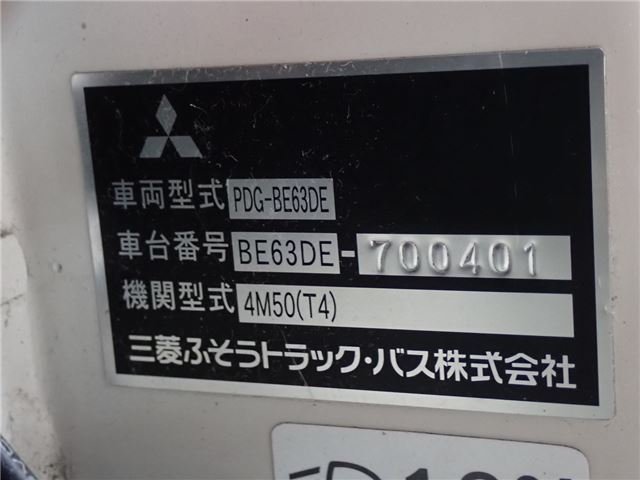 車両型式 PDG-BE63DE
車台番号 BE63DE-700401
機関型式 4M50(T4)
三菱ふそうトラック・バス株式会社